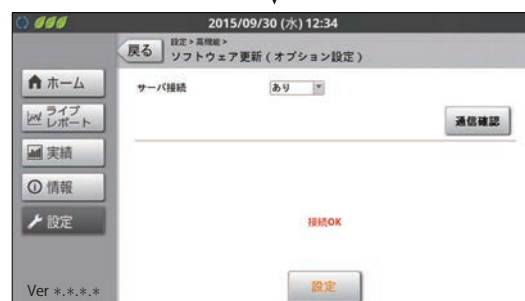 2015/09/30 (水) 12:34
戻る
設定 > 高機能 >
ソフトウェア更新 ( オプション設定 )
ホーム
ライブ
レポート
実績
情報
設定
Ver *.*.*.*
サーバ接続
あり
通信確認
接続OK
設定